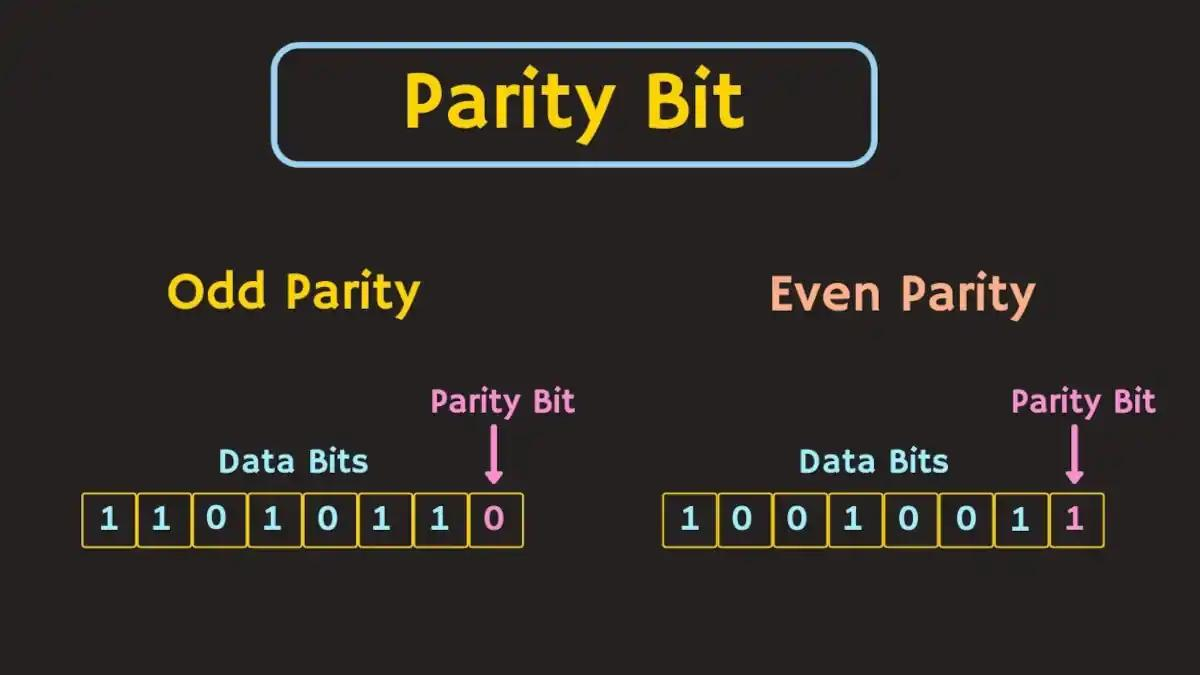 Parity Bit
Odd Parity
Even Parity
Parity Bit
Parity Bit
Data Bits
Data Bits
1 1 0 1 0 1 1 0
1 0 0 1 0 0 1 1